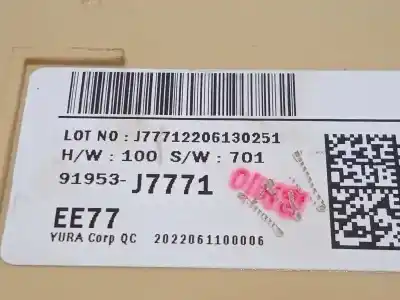 LOT NO : J77712206130251
H/W : 100 S/W : 701
91953-J7771
EE77
YURA Corp QC 2022061100006